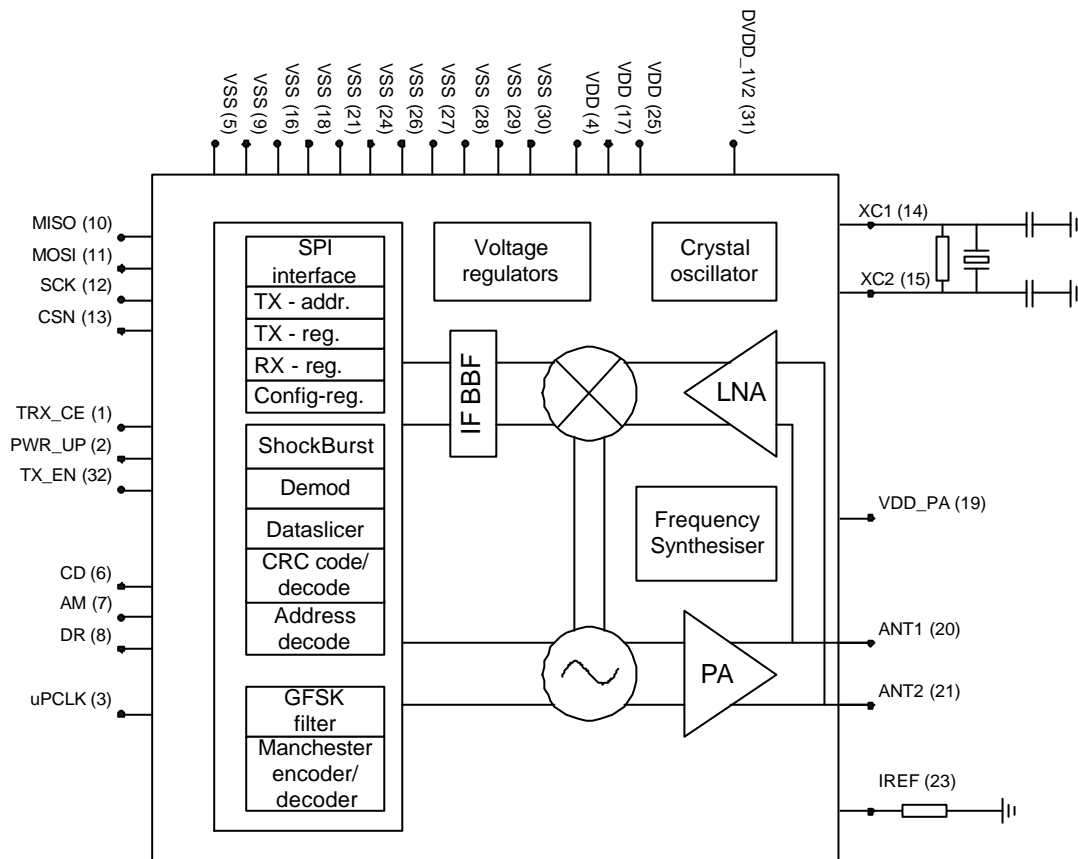 VSS (5)
VSS (9)
VSS (16)
VSS (18)
VSS (21)
VSS (24)
VSS (26)
VSS (27)
VSS (28)
VSS (29)
VSS (30)
VDD (4)
VDD (17)
VDD (25)
DVDD_1V2 (31)
MISO (10)
MOSI (11)
SCK (12)
CSN (13)
TRX_CE (1)
PWR_UP (2)
TX_EN (32)
CD (6)
AM (7)
DR (8)
uPCLK (3)
SPI
interface
TX - addr.
TX - reg.
RX - reg.
Config-reg.
ShockBurst
Demod
Dataslicer
CRC code/
decode
Address
decode
GFSK
filter
Manchester
encoder/
decoder
Voltage
regulators
Crystal
oscillator
IF BBF
LNA
Frequency
Synthesiser
PA
XC1 (14)
XC2 (15)
VDD_PA (19)
ANT1 (20)
ANT2 (21)
IREF (23)